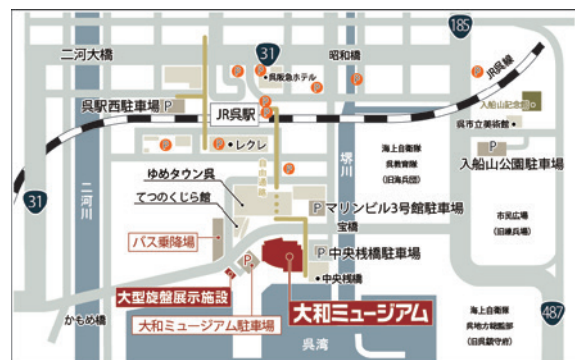 185
二河大橋
31
昭和橋
P
P
P
P
P
呉阪急ホテル
JR呉線
呉駅西駐車場
P
P
P
JR呉駅
P
入船山記念館
呉市立美術館
P
P
レクレ
P
入船山公園駐車場
自由通路
P
堺川
海上自衛隊
呉教育隊
(旧海兵団)
ゆめタウン呉
てつのくじら館
31
二河川
P マリンビル3号館駐車場
宝橋
市民広場
(旧練兵場)
バス乗降場
P 中央桟橋駐車場
P
中央桟橋
大型旋盤展示施設
大和ミュージアム
大和ミュージアム駐車場
かもめ橋
呉湾
海上自衛隊
呉地方総監部
(旧呉鎮守府)
487